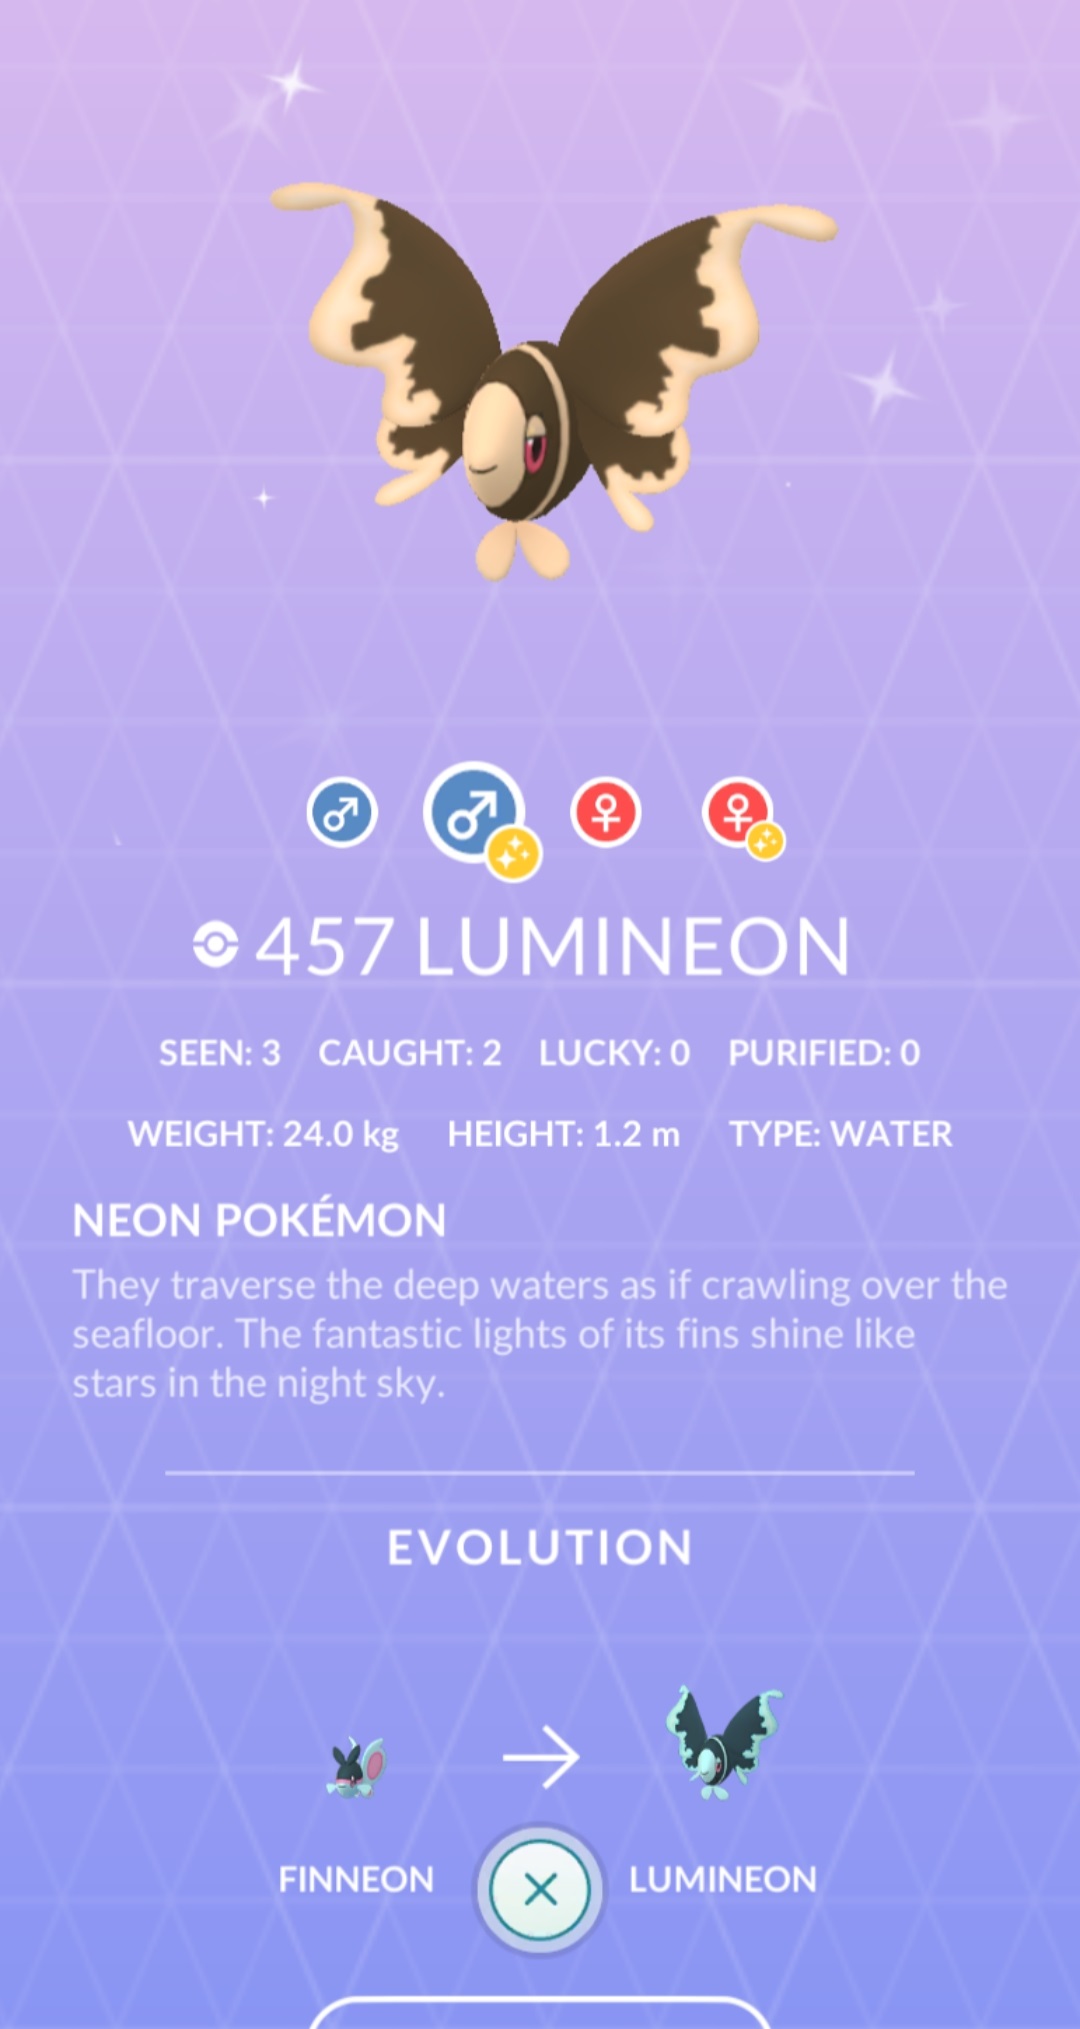 457 LUMINEON
SEEN: 3 CAUGHT: 2 LUCKY: 0 PURIFIED: 0
WEIGHT: 24.0 kg HEIGHT: 1.2 m TYPE: WATER
NEON POKÉMON
They traverse the deep waters as if crawling over the
seafloor. The fantastic lights of its fins shine like
stars in the night sky.
EVOLUTION
FINNEON LUMINEON